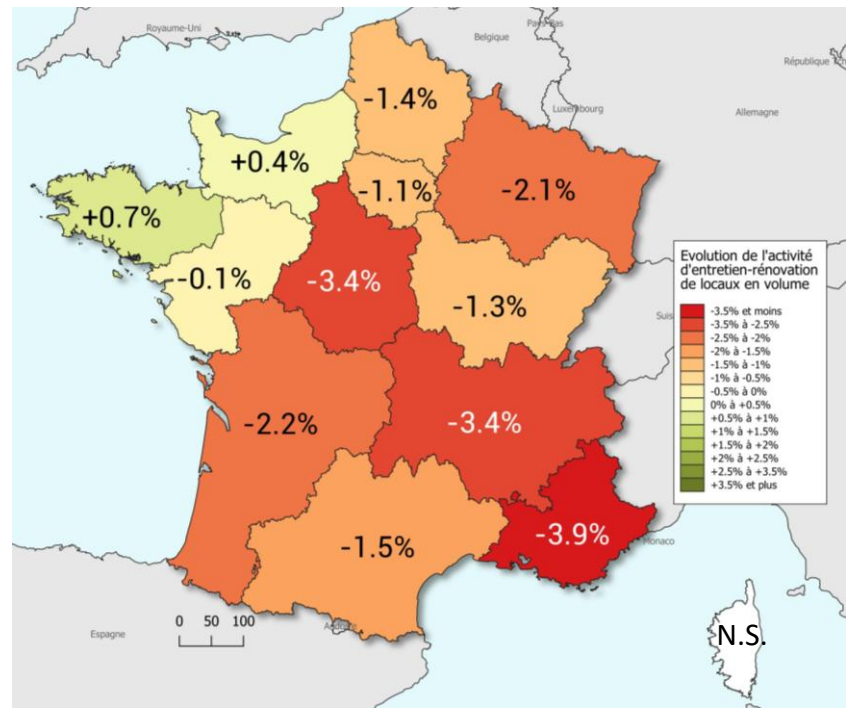 Royaume-Uni
Pays-Bas
Belgique
République
Allemagne
Luxembourg
-1.4%
+0.4%
-1.1%
-2.1%
+0.7%
-0.1%
-3.4%
-1.3%
Evolution de l'activité
d'entretien-rénovation
de locaux en volume
-3.5% et moins
-3.5% à -2.5%
-2.5% à -2%
-2% à -1.5%
-1.5% à -1%
-1% à -0.5%
-0.5% à 0%
0% à +0.5%
+0.5% à +1%
+1% à +1.5%
+1.5% à +2%
+2% à +2.5%
+2.5% à +3.5%
+3.5% et plus
-2.2%
-3.4%
-1.5%
-3.9%
Monaco
N.S.
0 50 100
Espagne